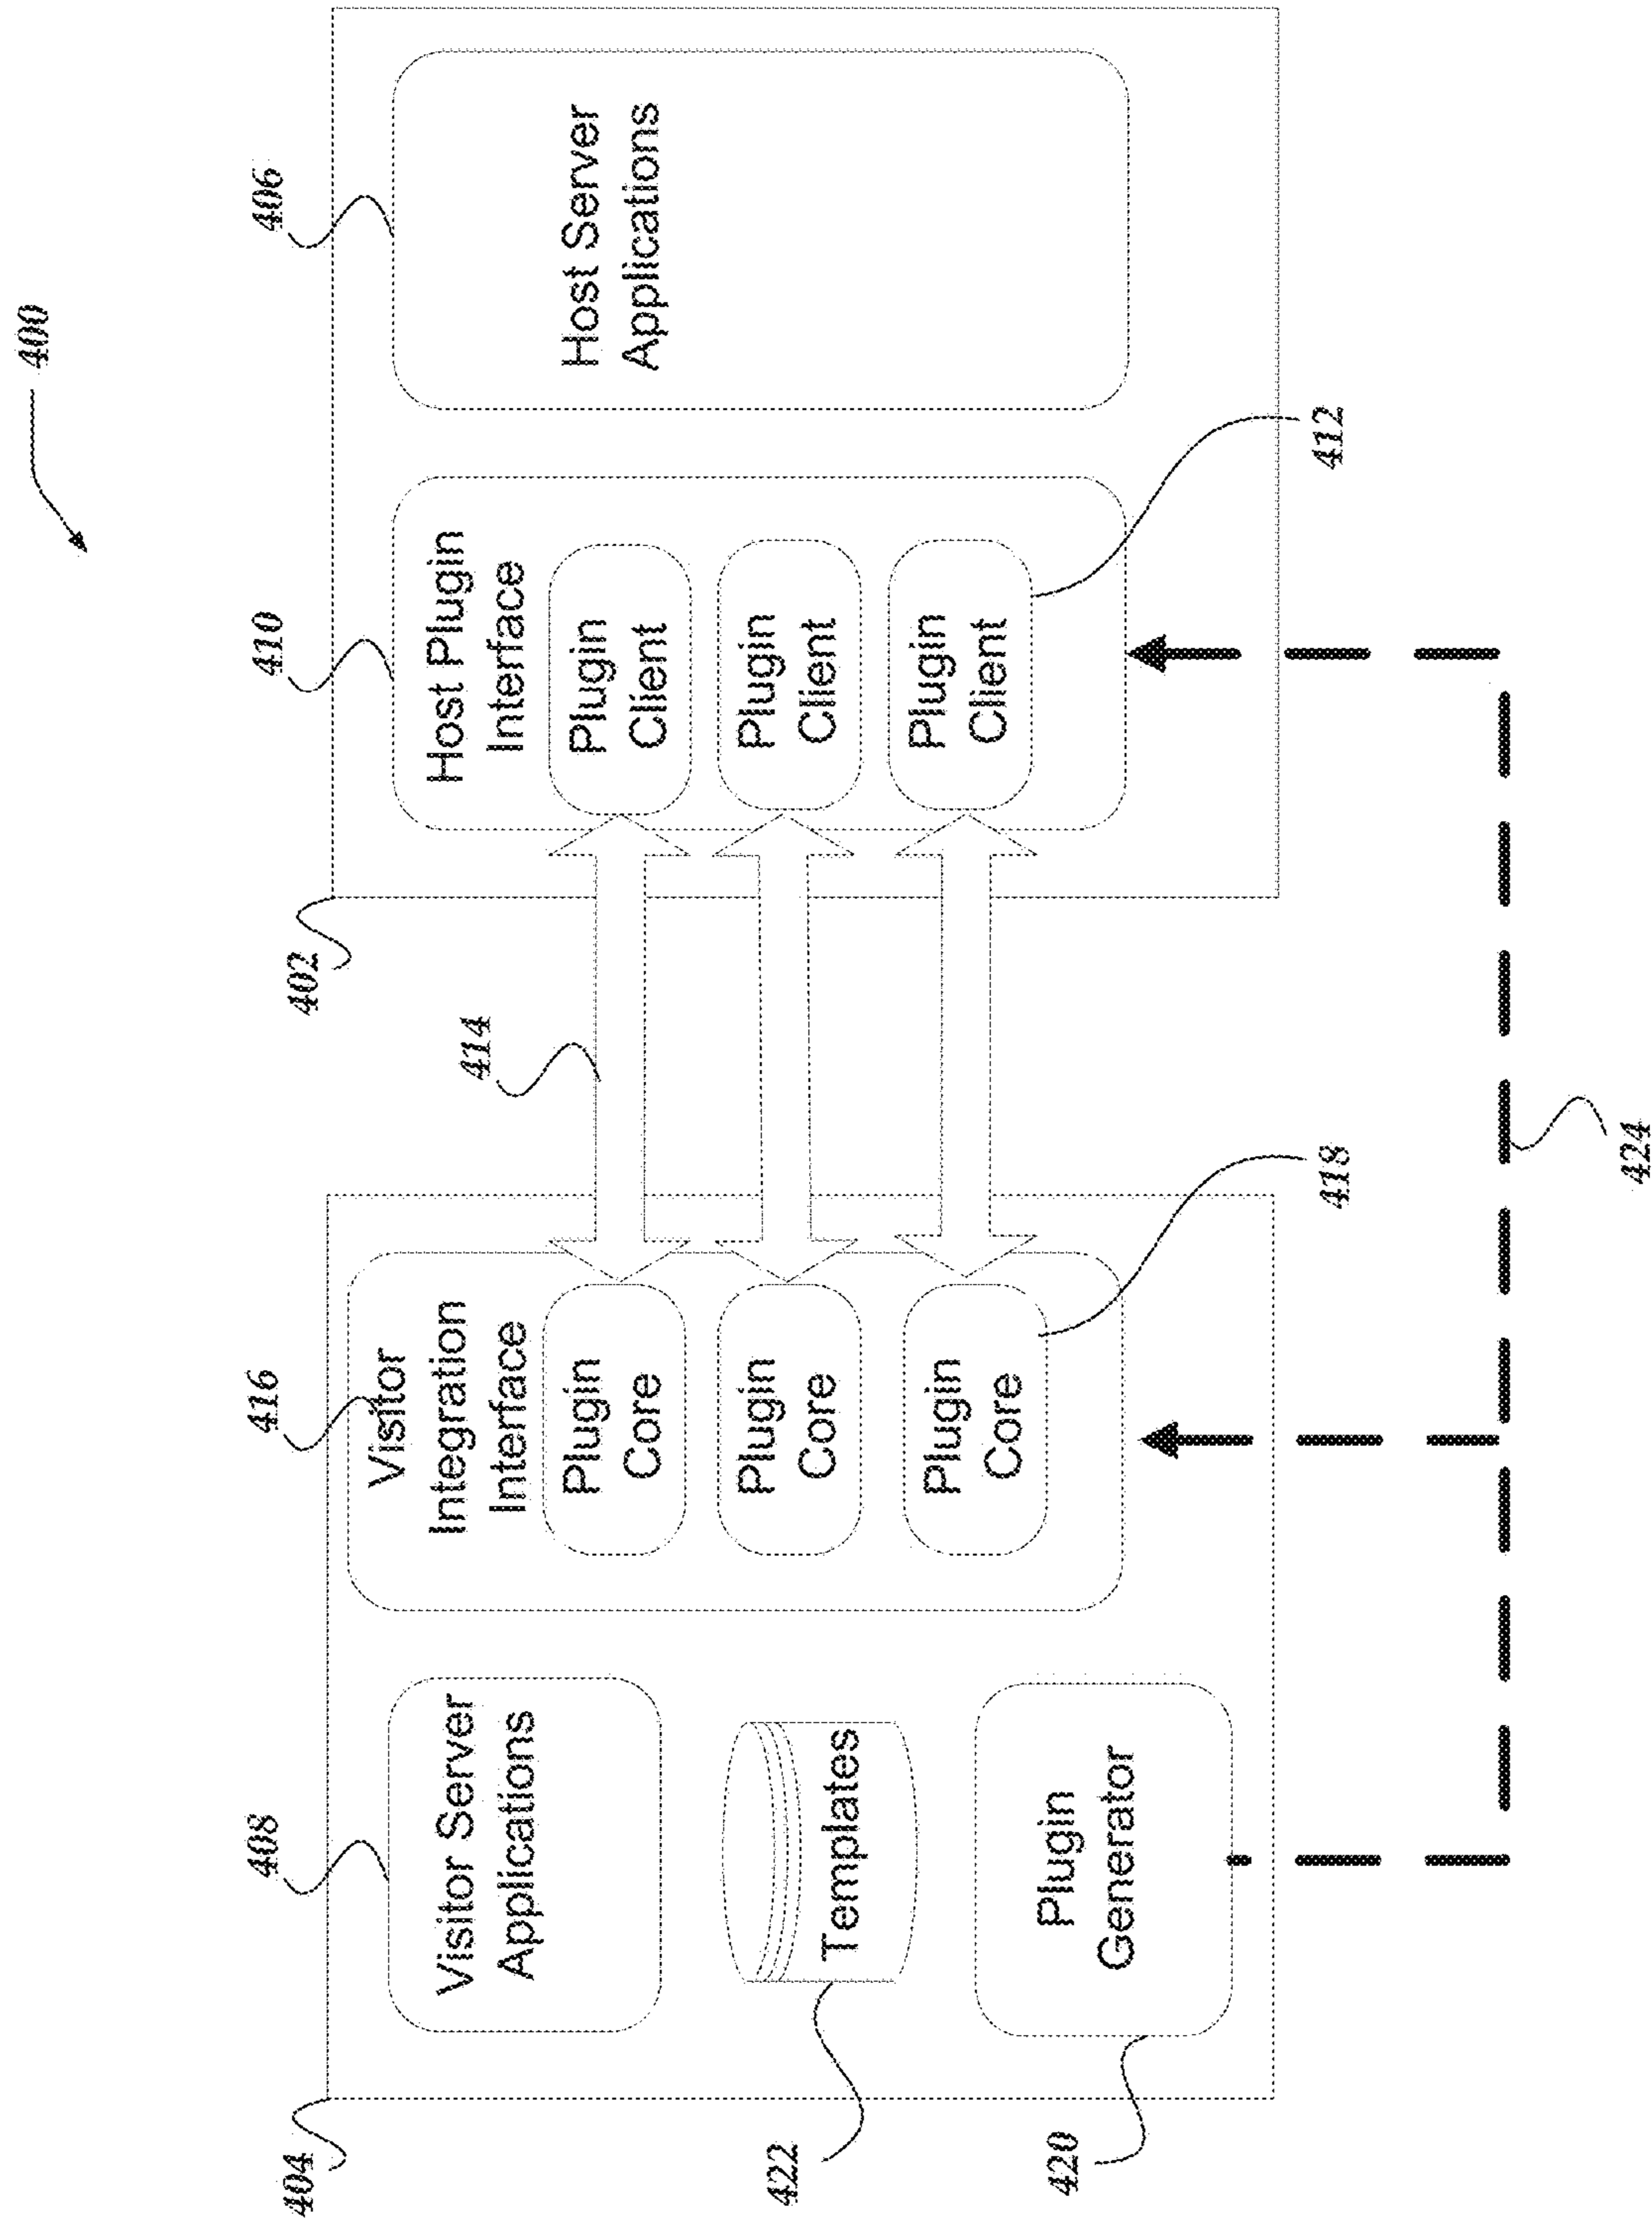 400
404
408
Visitor Server
Applications
422
Templates
420
Plugin
Generator
416
Visitor
Integration
Interface
Plugin
Core
Plugin
Core
Plugin
Core
418
414
402
410
Host Plugin
Interface
Plugin
Client
Plugin
Client
Plugin
Client
412
406
Host Server
Applications
424